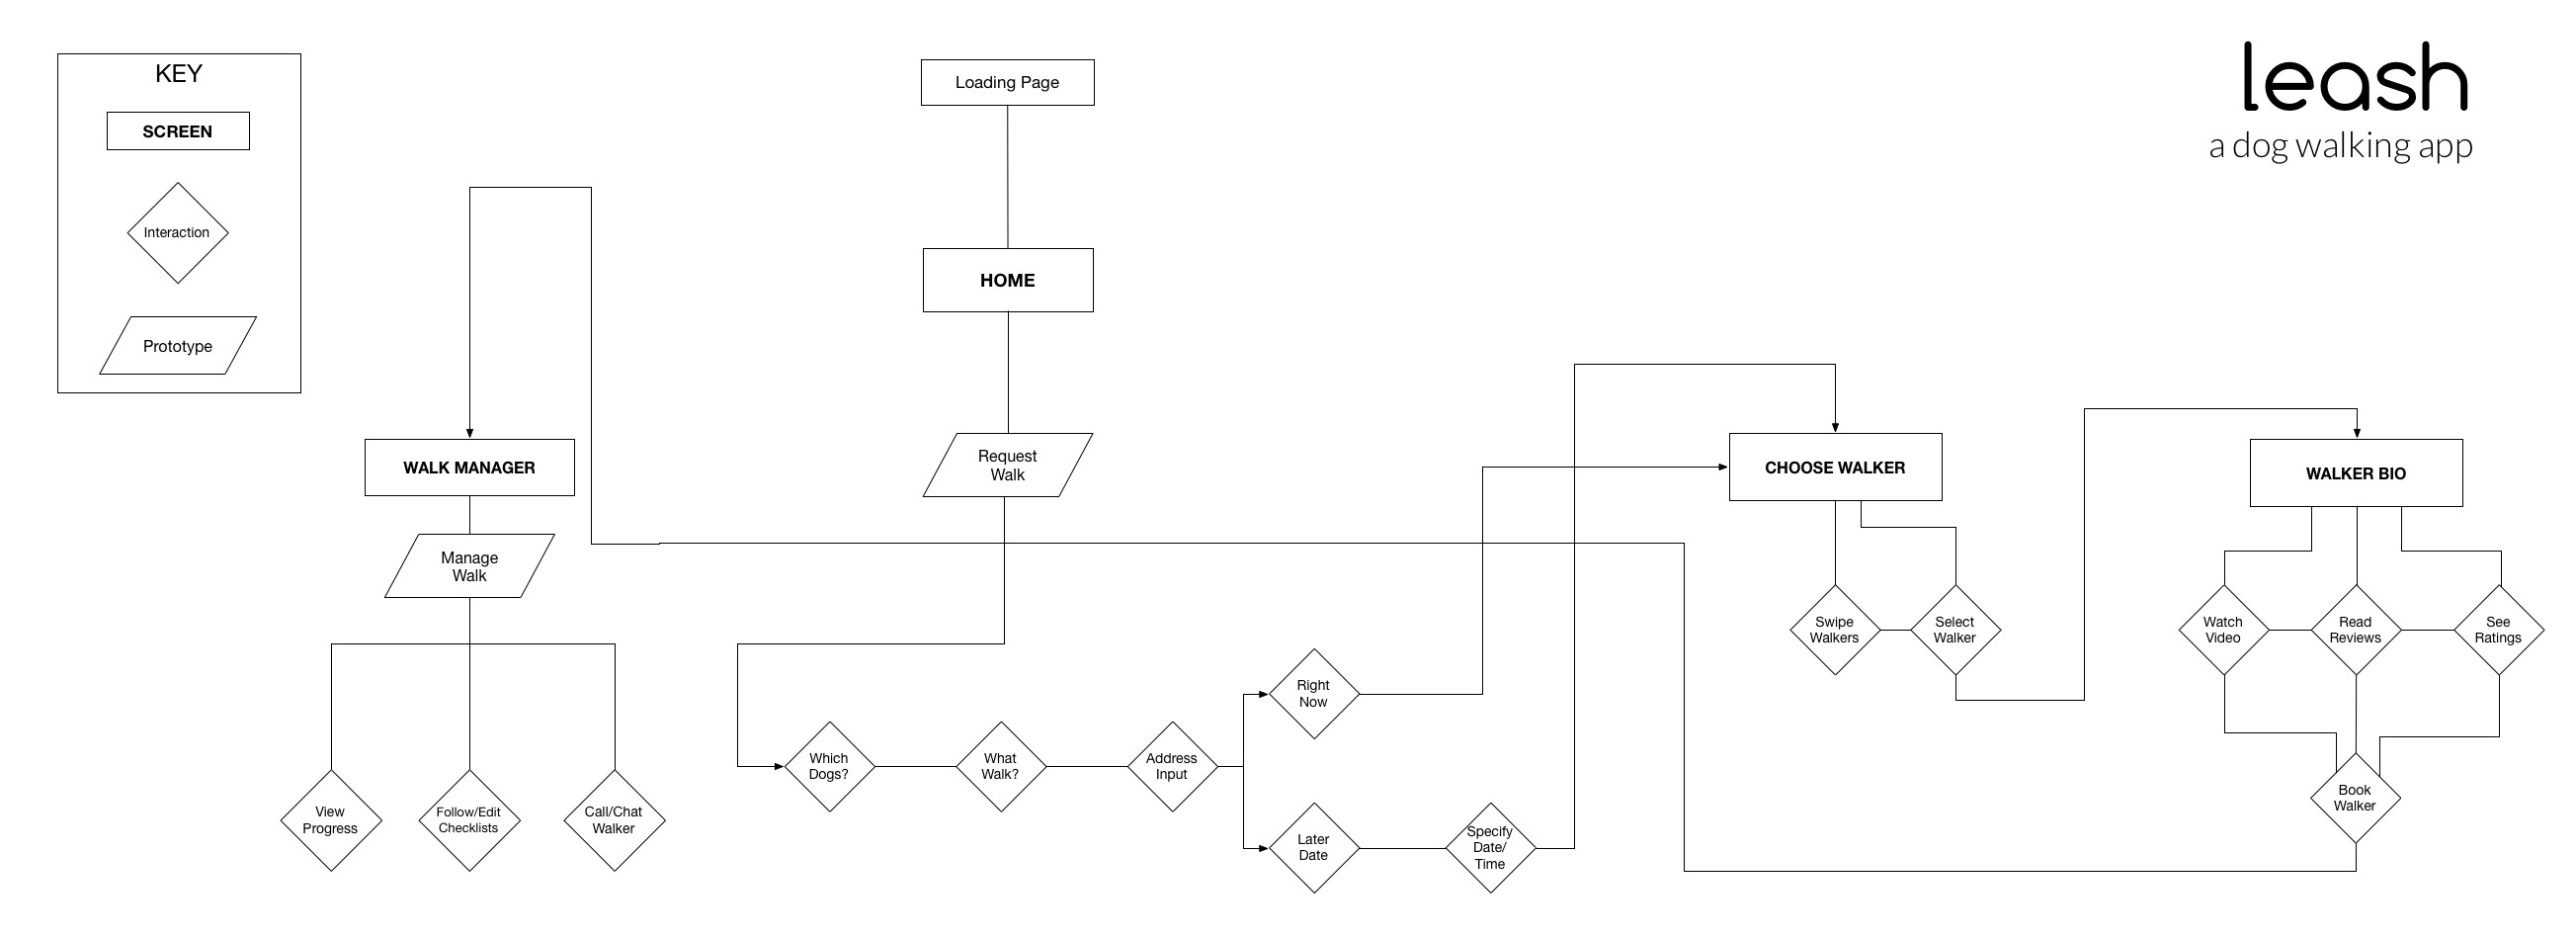 KEY
SCREEN
Interaction
Prototype
Loading Page
leash
a dog walking app
HOME
Request
Walk
WALK MANAGER
Manage
Walk
View
Progress
Follow/Edit
Checklists
Call/Chat
Walker
Which
Dogs?
What
Walk?
Address
Input
Right
Now
Later
Date
Specify
Date/
Time
CHOOSE WALKER
Swipe
Walkers
Select
Walker
WALKER BIO
Watch
Video
Read
Reviews
See
Ratings
Book
Walker